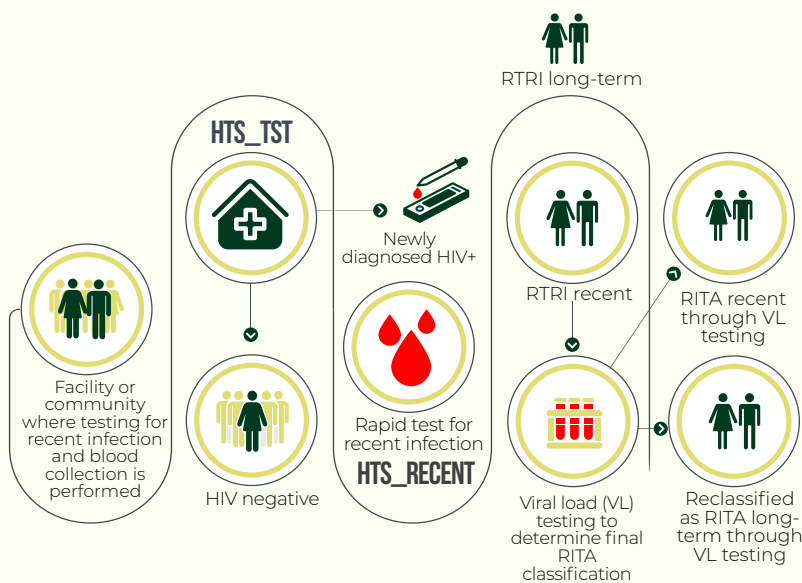 RTRI long-term
HTS_TST
Newly
diagnosed HIV+
RTRI recent
RITA recent
through VL
testing
Facility or
community
where testing for
recent infection
and blood
collection is
performed
HIV negative
Rapid test for
recent infection
HTS_RECENT
Viral load (VL)
testing to
determine final
RITA
classification
Reclassified
as RITA long-
term through
VL testing